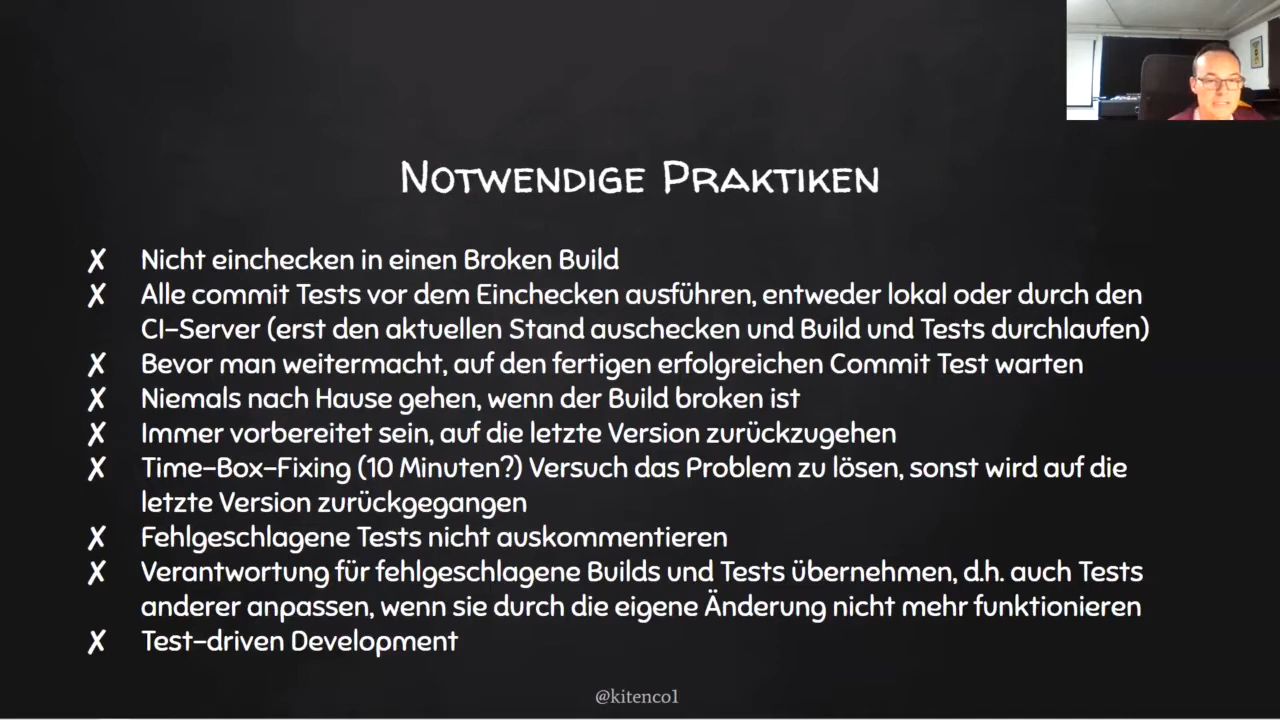 Notwendige Praktiken
✗ Nicht einchecken in einen Broken Build
✗ Alle commit Tests vor dem Einchecken ausführen, entweder lokal oder durch den
CI-Server (erst den aktuellen Stand auschecken und Build und Tests durchlaufen)
✗ Bevor man weitermacht, auf den fertigen erfolgreichen Commit Test warten
✗ Niemals nach Hause gehen, wenn der Build broken ist
✗ Immer vorbereitet sein, auf die letzte Version zurückzugehen
✗ Time-Box-Fixing (10 Minuten?) Versuch das Problem zu lösen, sonst wird auf die
letzte Version zurückgegangen
✗ Fehlgeschlagene Tests nicht auskommentieren
✗ Verantwortung für fehlgeschlagene Builds und Tests übernehmen, d.h. auch Tests
anderer anpassen, wenn sie durch die eigene Änderung nicht mehr funktionieren
✗ Test-driven Development
@kitenco1